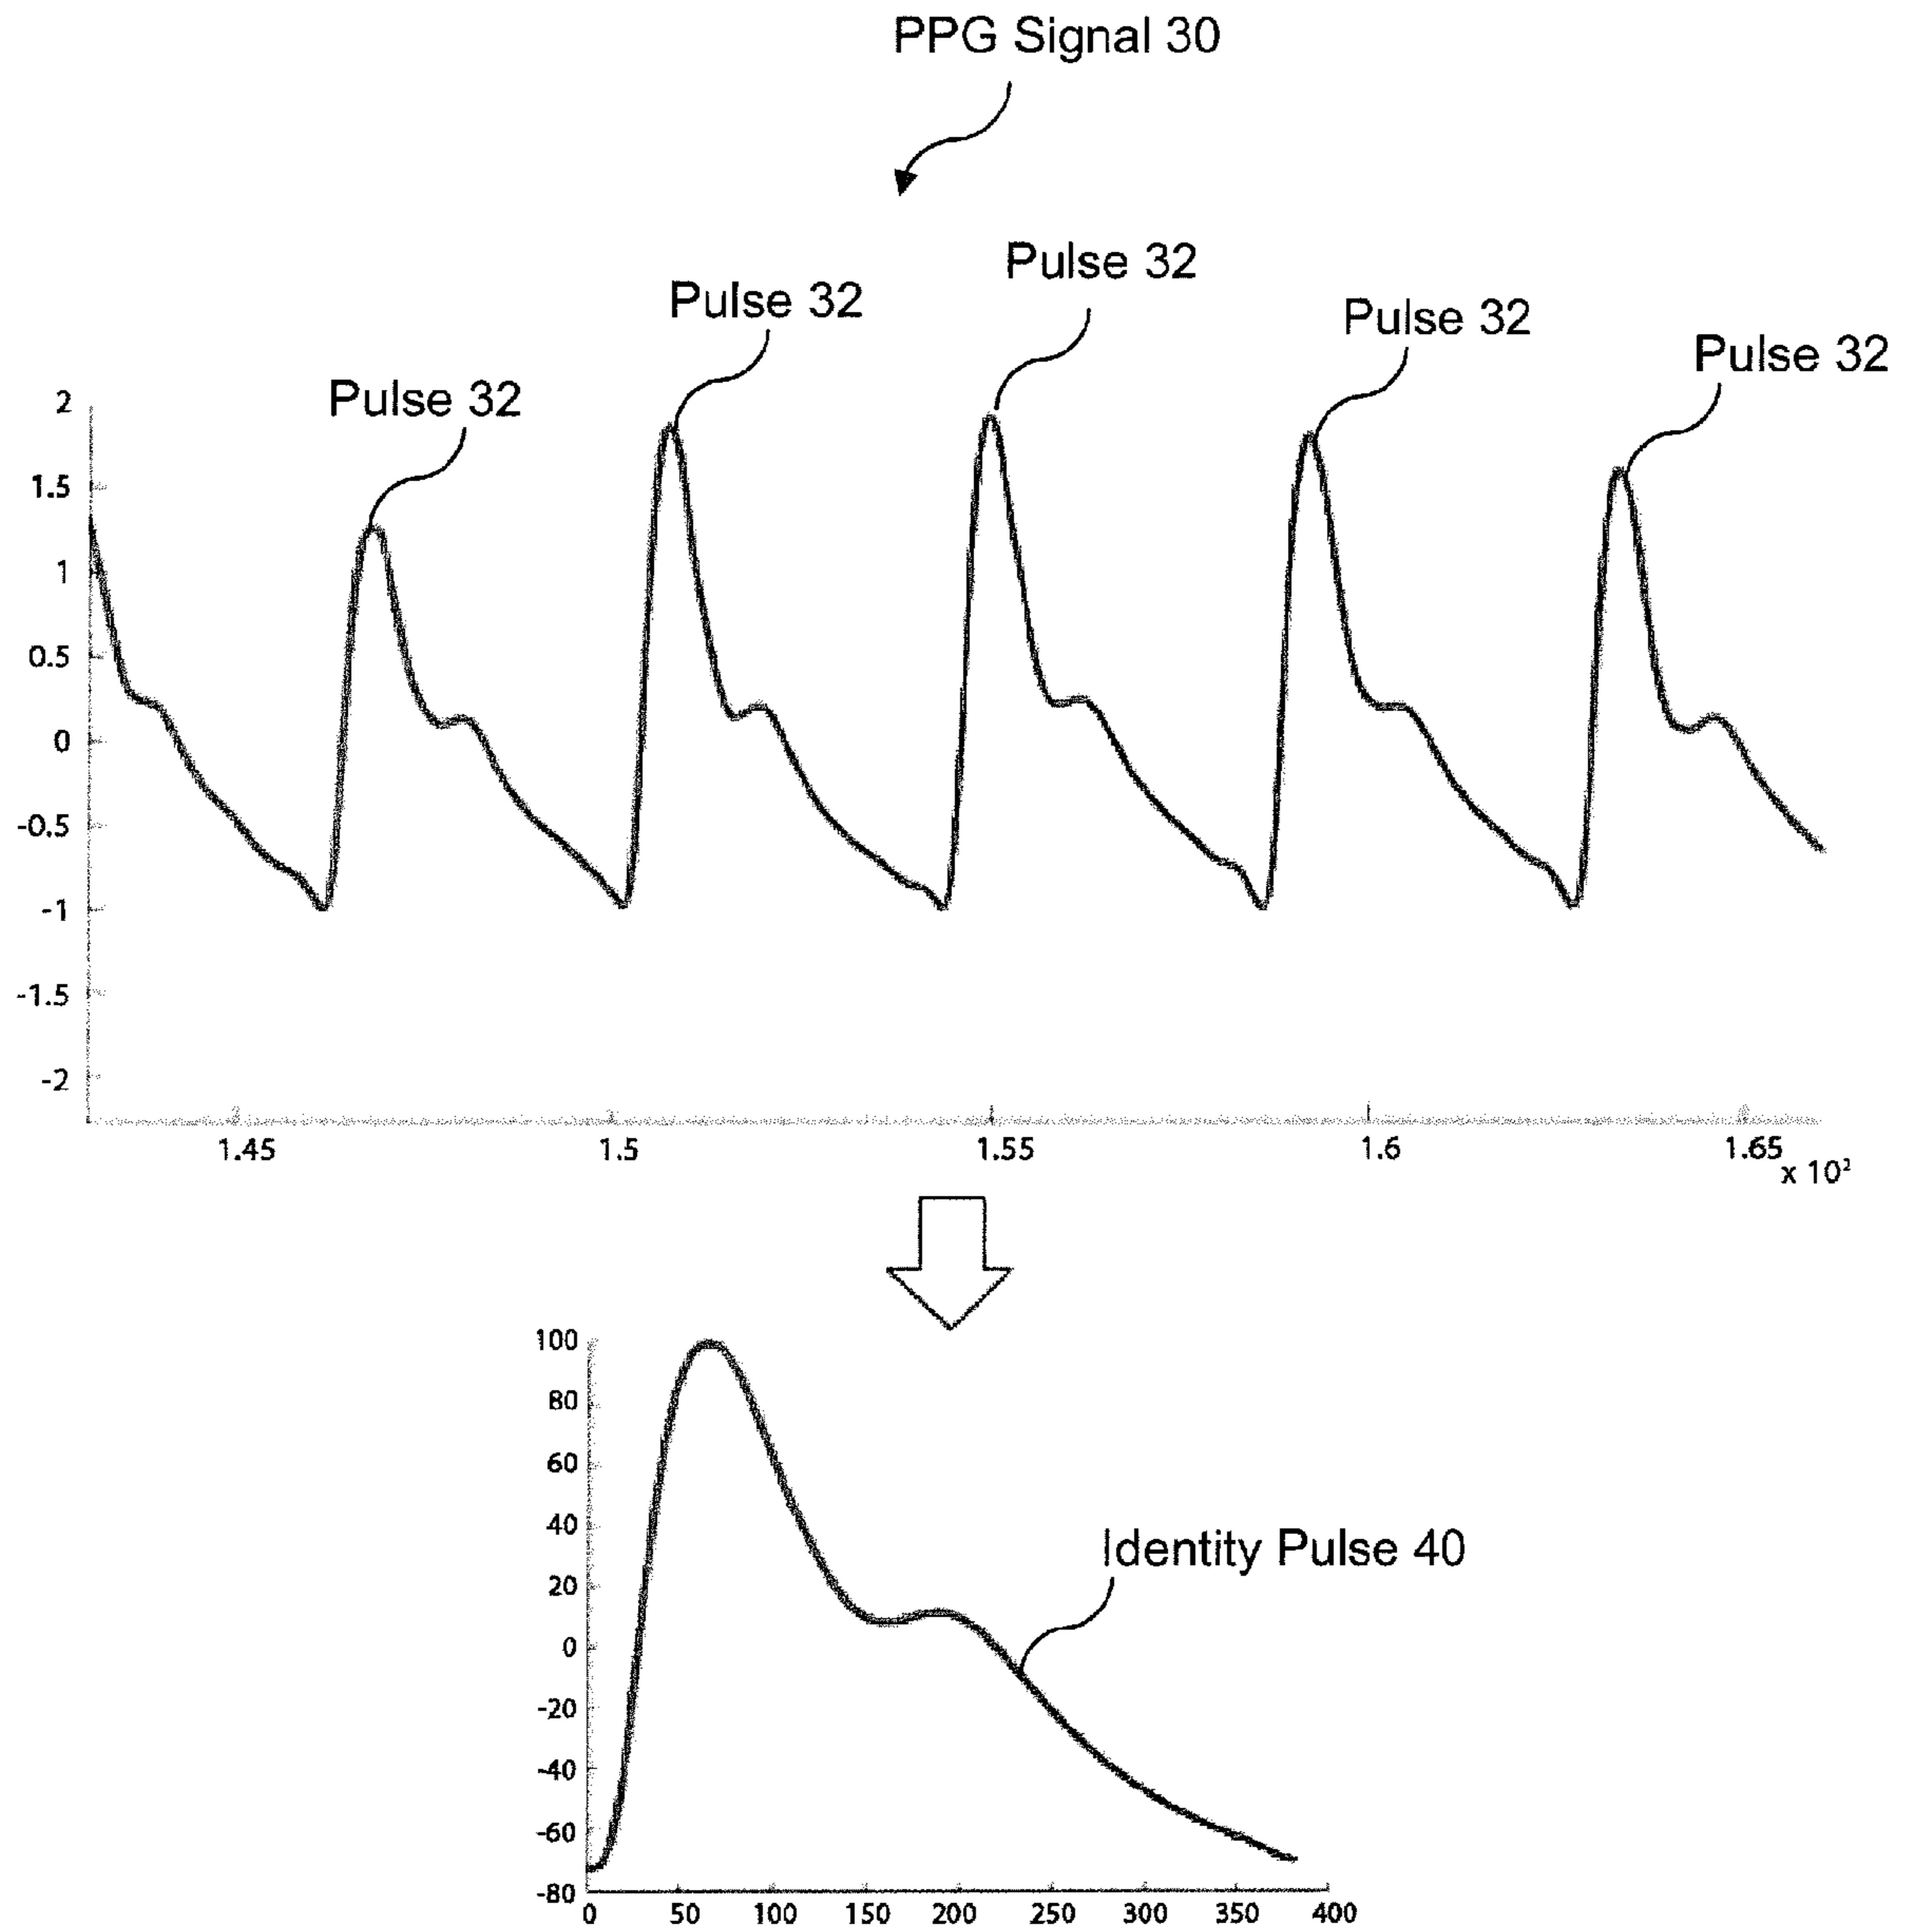 PPG Signal 30
Pulse 32
Pulse 32
Pulse 32
Pulse 32
Pulse 32
2
1.5
1
0.5
0
-0.5
-1
-1.5
-2
1.45 1.5 1.55 1.6 1.65
x 10²
100
80
60
40
20
0
-20
-40
-60
-80
Identity Pulse 40
0 50 100 150 200 250 300 350 400